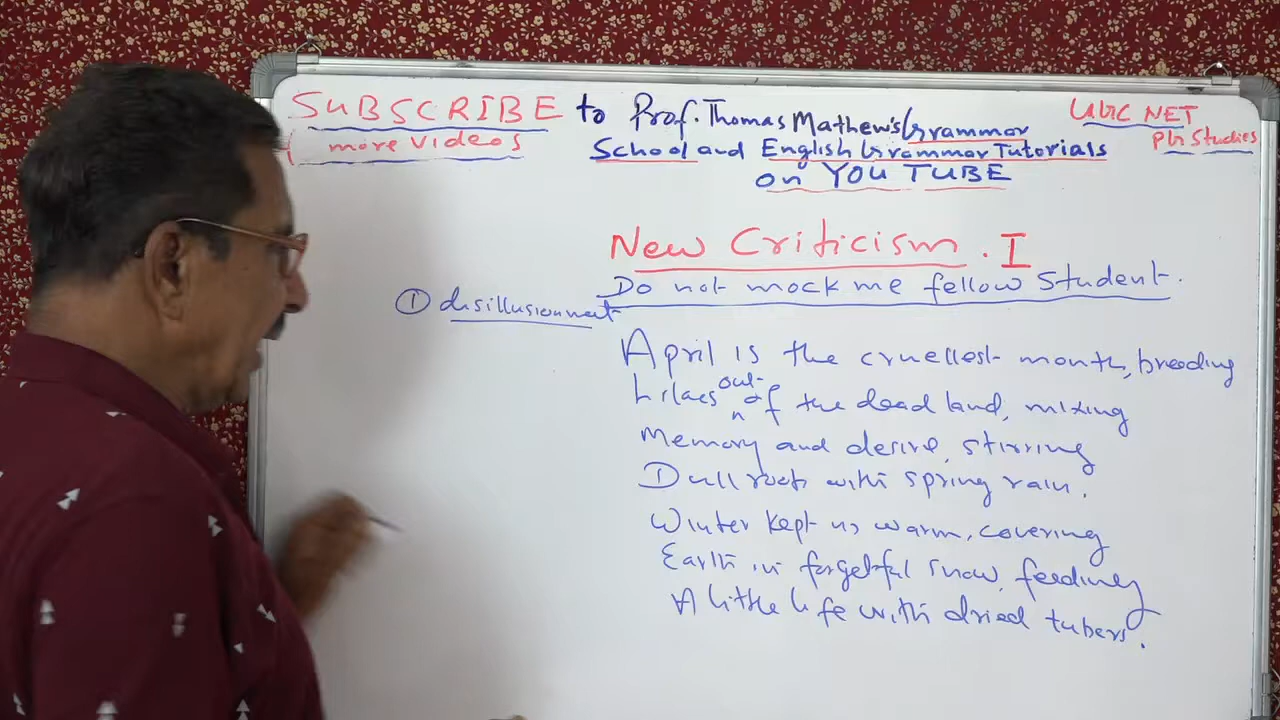 SUBSCRIBE to Prof. Thomas Mathew's Grammar
more videos School and English Grammar Tutorials
on YOU TUBE
UGC NET
Ph Studies
New Criticism. I
Do not mock me fellow Student.
① disillusionment
April is the cruellest month, breeding
Lilacs out of the dead land, mixing
Memory and desire, stirring
Dull roots with spring rain.
Winter kept us warm, covering
Earth in forgetful snow, feeding
A little life with dried tubers.